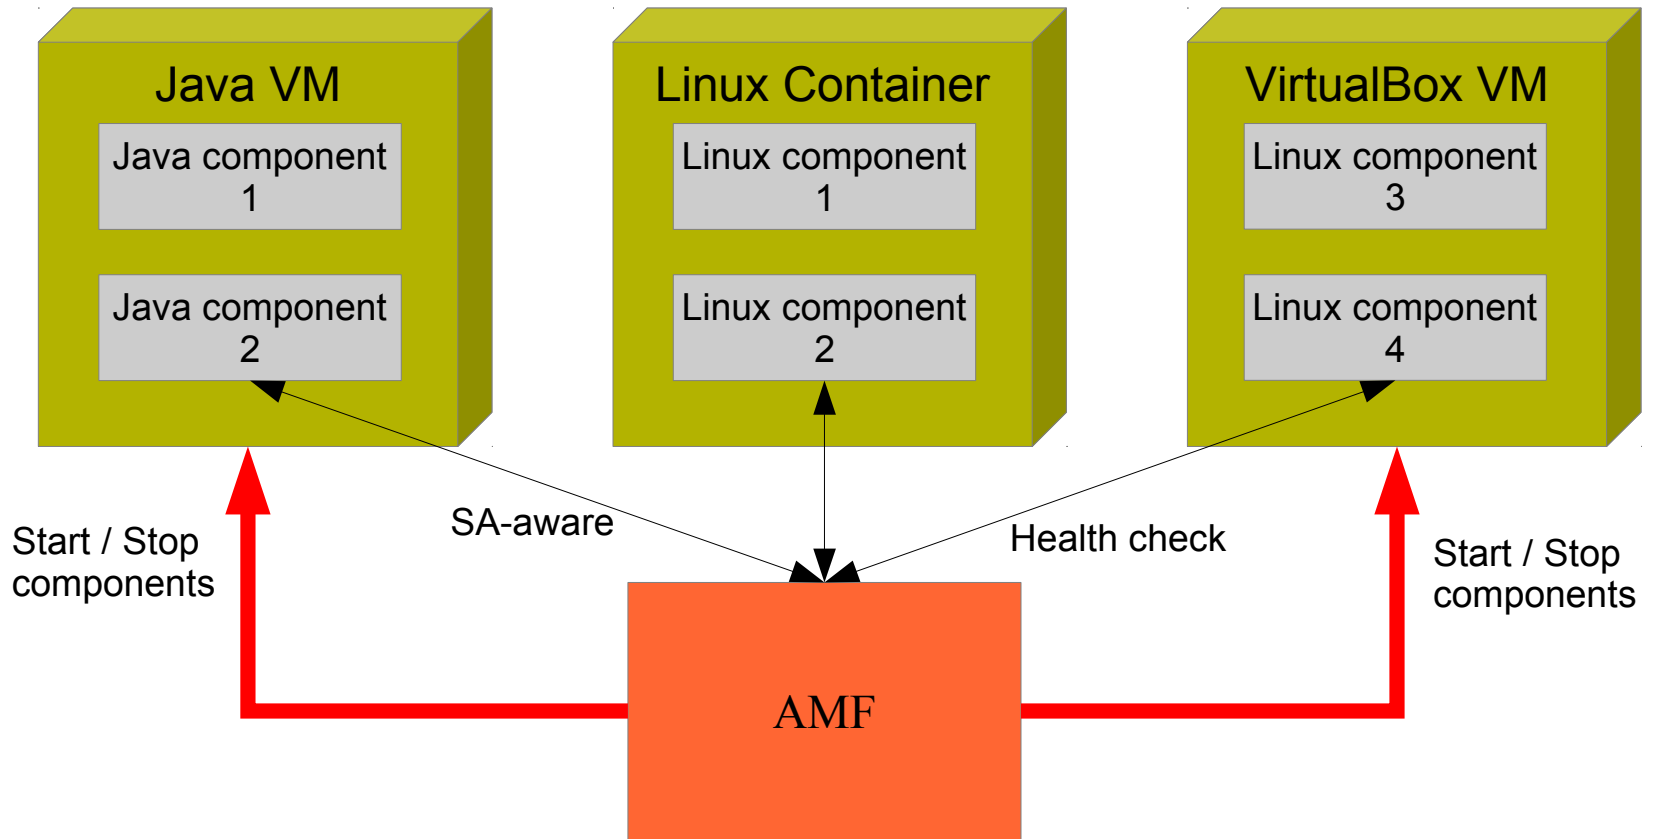 Java VM
Java component
1
Java component
2
Linux Container
Linux component
1
Linux component
2
VirtualBox VM
Linux component
3
Linux component
4
Start / Stop
components
SA-aware
Health check
Start / Stop
components
AMF